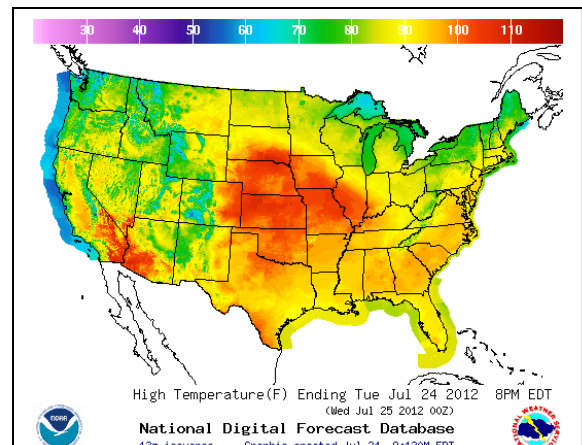 30 40 50 60 70 80 90 100 110
High Temperature(F) Ending Tue Jul 24 2012 8PM EDT
(Wed Jul 25 2012 00Z)
National Digital Forecast Database
NOAA